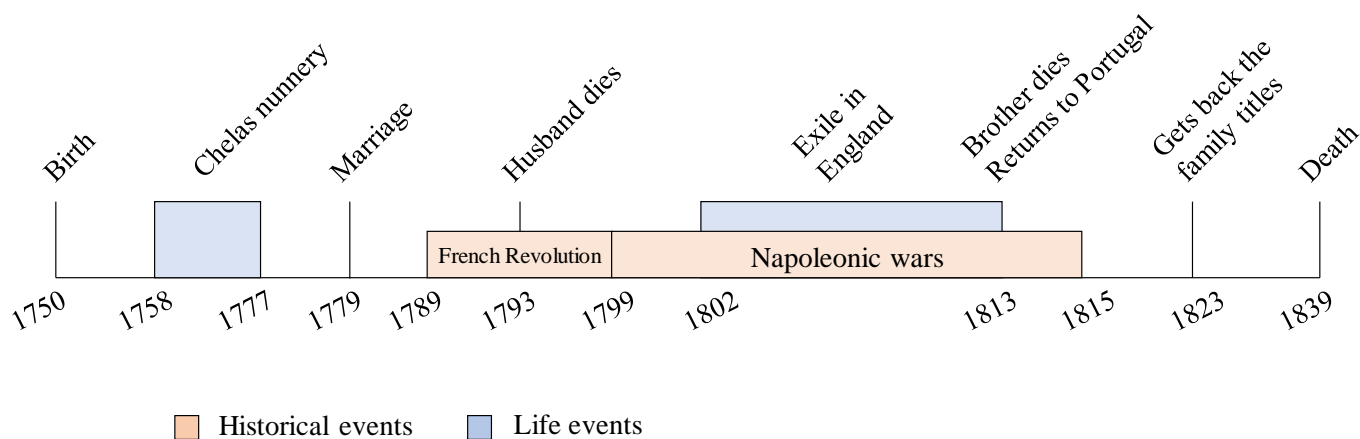 Birth
Chelas nunnery
Marriage
Husband dies
Exile in
England
Brother dies
Returns to Portugal
Gets back the
family titles
Death
French Revolution
Napoleonic wars
1750
1758
1777
1779
1789
1793
1799
1802
1813
1815
1823
1839
Historical events
Life events